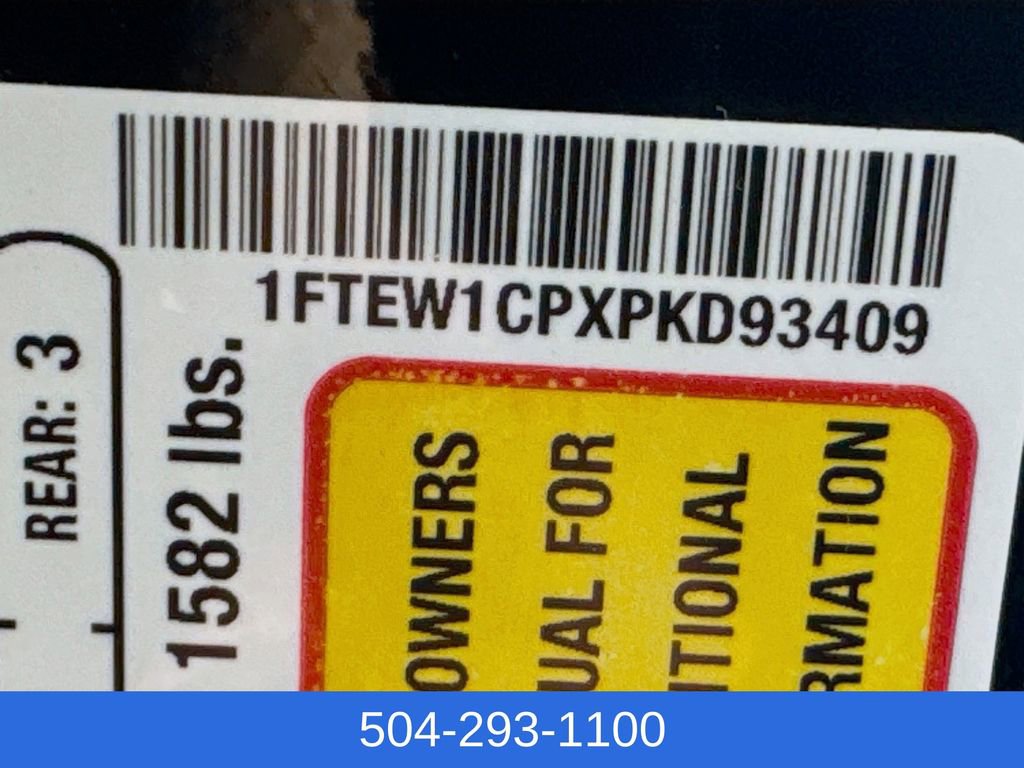 1FTEW1CPXPKD93409
REAR: 3
1582 lbs.
OWNERS
UAL FOR
ITIONAL
RMATION
504-293-1100